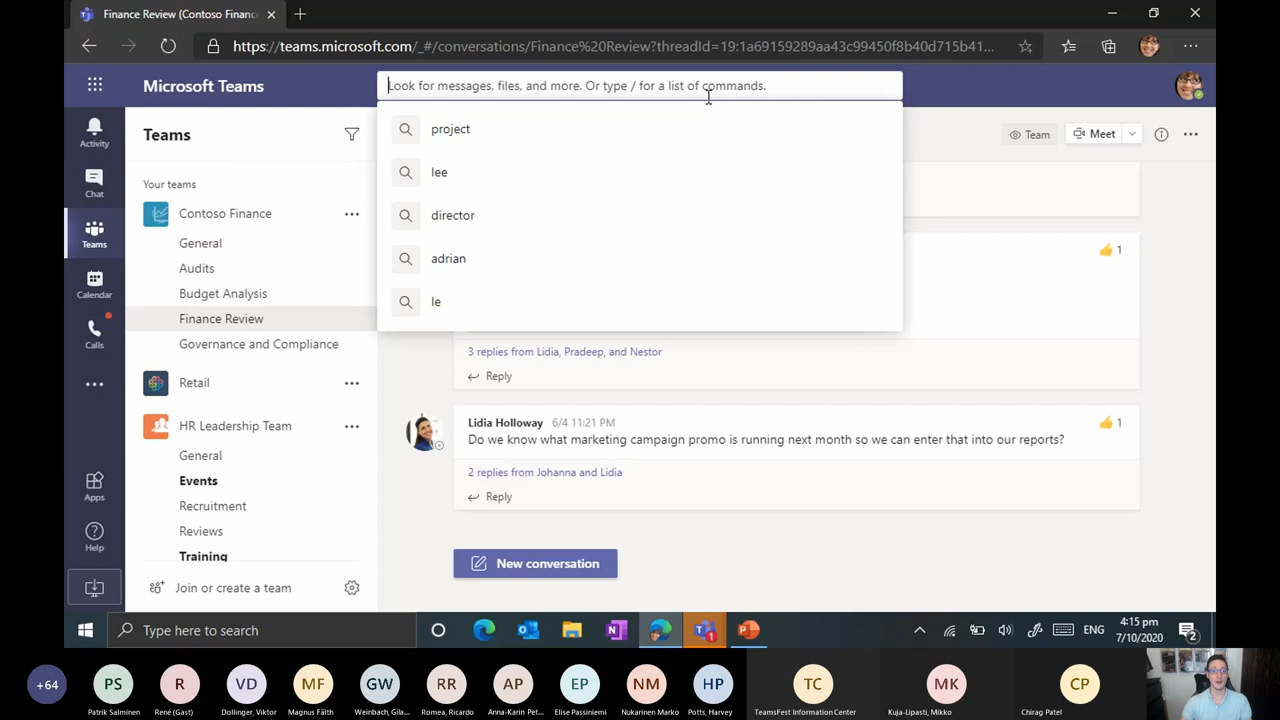 Finance Review (Contoso Finance
https://teams.microsoft.com/_#/conversations/Finance%20Review?threadId=19:1a69159289aa43c99450f8b40d715b41...
Microsoft Teams
Look for messages, files, and more. Or type / for a list of commands.
project
lee
director
adrian
le
Activity
Chat
Teams
Calendar
Calls
Apps
Help
Teams
Your teams
Contoso Finance
General
Audits
Budget Analysis
Finance Review
Governance and Compliance
Retail
HR Leadership Team
General
Events
Recruitment
Reviews
Training
Join or create a team
Team
Meet
1
3 replies from Lidia, Pradeep, and Nestor
Reply
Lidia Holloway 6/4 11:21 PM
1
Do we know what marketing campaign promo is running next month so we can enter that into our reports?
2 replies from Johanna and Lidia
Reply
New conversation
Type here to search
1
ENG
4:15 pm
7/10/2020
2
+64
PS
R
VD
MF
GW
RR
AP
EP
NM
HP
TC
MK
CP
Patrik Salminen
René (Gast)
Dollinger, Viktor
Magnus Fälth
Weinbach, Gila...
Romea, Ricardo
Anna-Karin Pet...
Elise Passiniemi
Nukarinen Marko
Potts, Harvey
TeamsFest Information Center
Kuja-Lipasti, Mikko
Chirag Patel